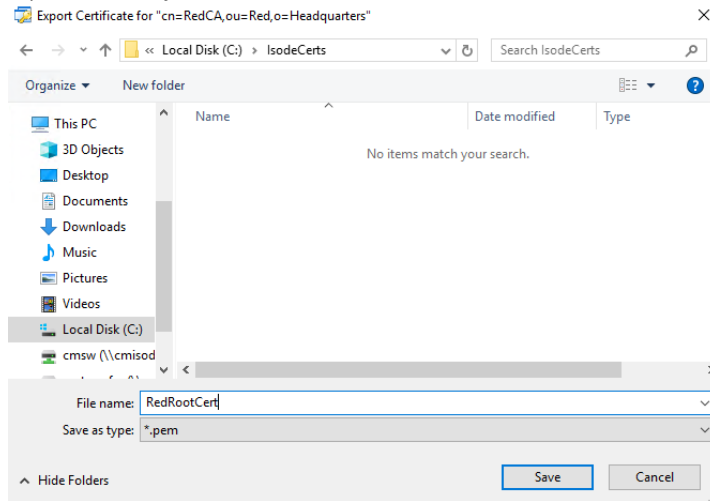 Export Certificate for "cn=RedCA,ou=Red,o=Headquarters"
« Local Disk (C:) › IsodeCerts
Search IsodeCerts
Organize
New folder
Name
Date modified
Type
No items match your search.
This PC
3D Objects
Desktop
Documents
Downloads
Music
Pictures
Videos
Local Disk (C:)
cmsw (\\cmisod
File name: RedRootCert
Save as type: *.pem
Hide Folders
Save
Cancel